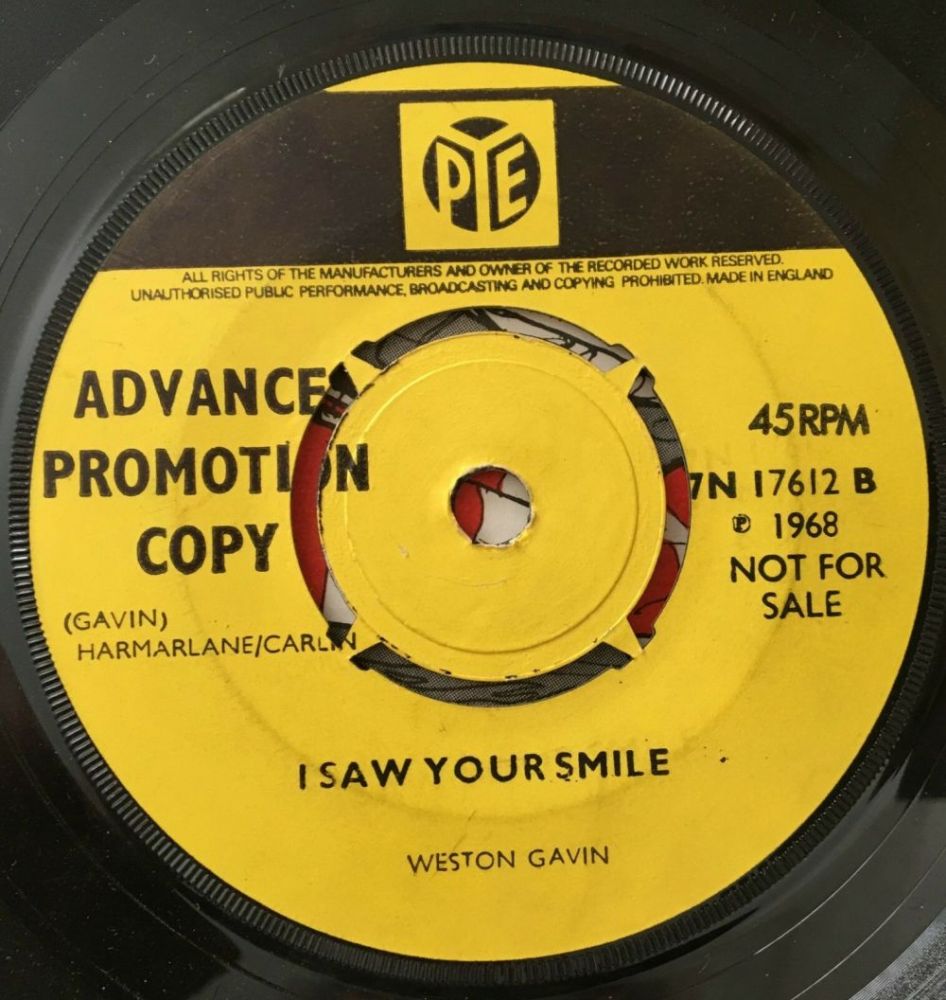 PYE
ALL RIGHTS OF THE MANUFACTURERS AND OWNER OF THE RECORDED WORK RESERVED.
UNAUTHORISED PUBLIC PERFORMANCE, BROADCASTING AND COPYING PROHIBITED. MADE IN ENGLAND
ADVANCE
PROMOTION
COPY
(GAVIN)
HARMARLANE/CARLIN
45 RPM
7N 17612 B
℗ 1968
NOT FOR
SALE
I SAW YOUR SMILE
WESTON GAVIN